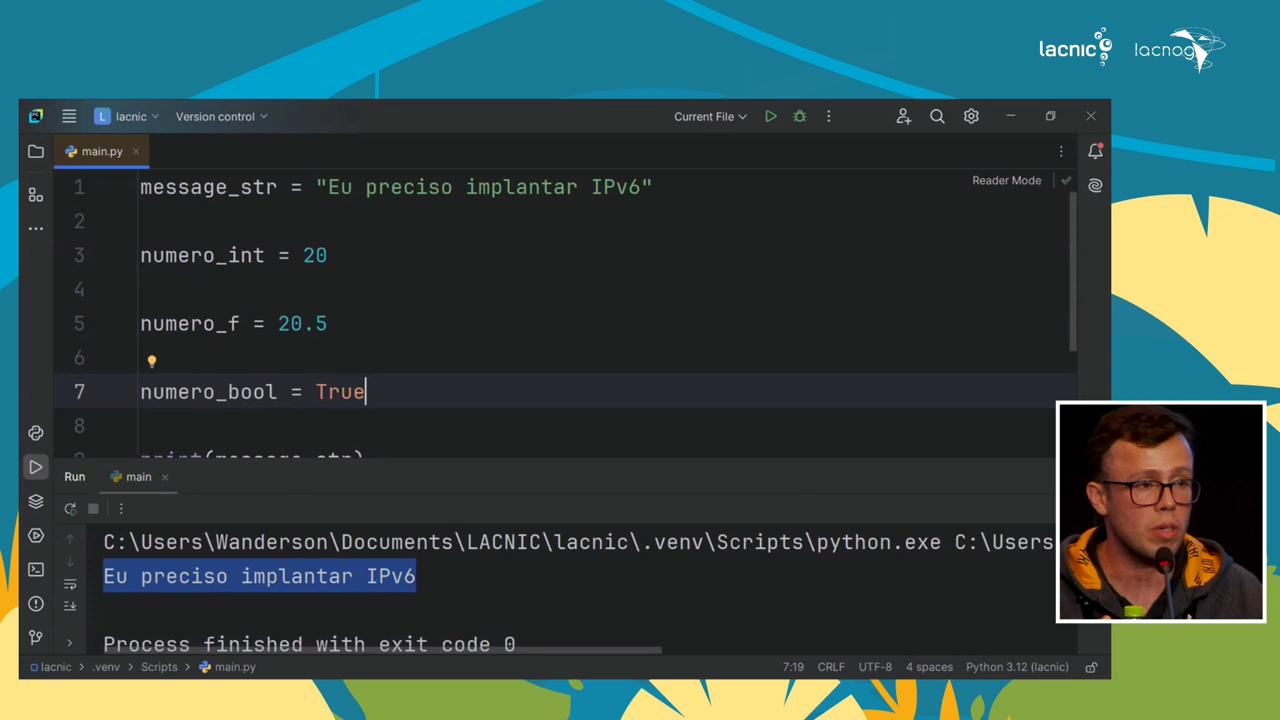 lacnic
lacnog
L lacnic
Version control
Current File
main.py
Reader Mode
1 message_str = "Eu preciso implantar IPv6"
2
3 numero_int = 20
4
5 numero_f = 20.5
6
7 numero_bool = True
8
print(message_str)
Run
main
C:\Users\Wanderson\Documents\LACNIC\lacnic\.venv\Scripts\python.exe C:\Users
Eu preciso implantar IPv6
Process finished with exit code 0
lacnic > .venv > Scripts > main.py
7:19 CRLF UTF-8 4 spaces Python 3.12 (lacnic)